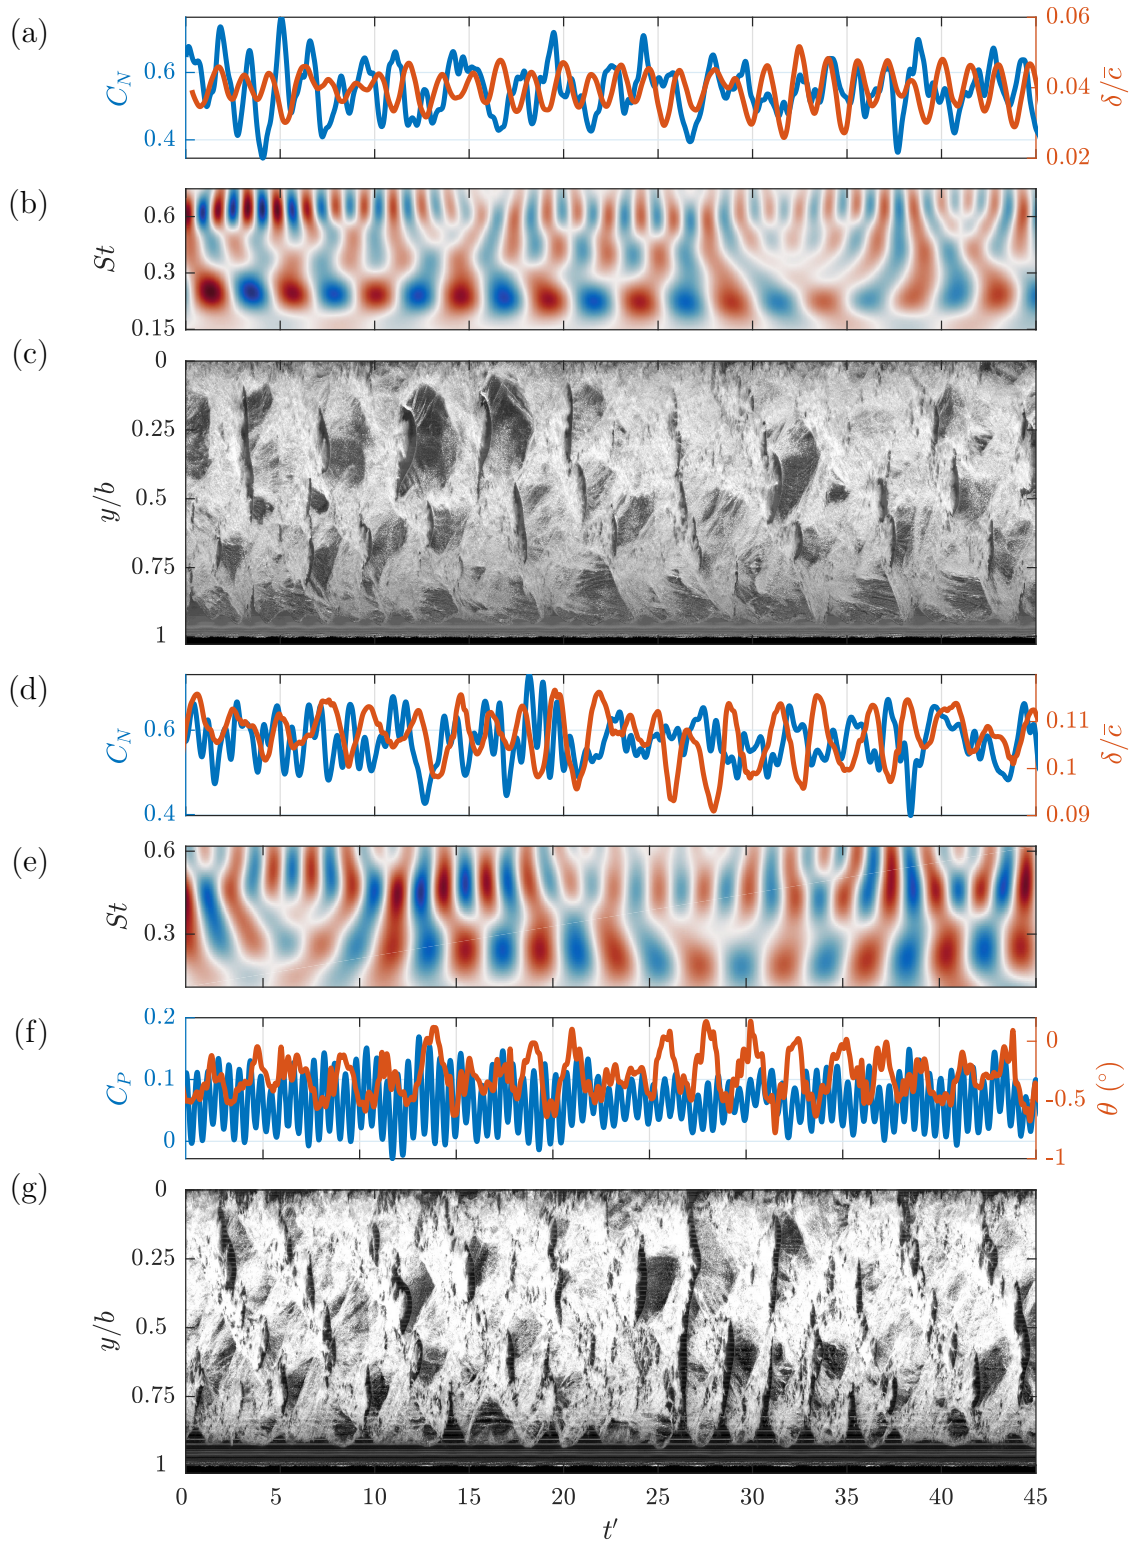 (a)
C_N
0.6
0.4
0.06
0.04
0.02
δ/c̅
(b)
St
0.6
0.3
0.15
(c)
y/b
0
0.25
0.5
0.75
1
(d)
C_N
0.6
0.4
0.11
0.1
0.09
δ/c̅
(e)
St
0.6
0.3
(f)
C_P
0.2
0.1
0
0
-0.5
-1
θ (°)
(g)
y/b
0
0.25
0.5
0.75
1
0 5 10 15 20 25 30 35 40 45
t′